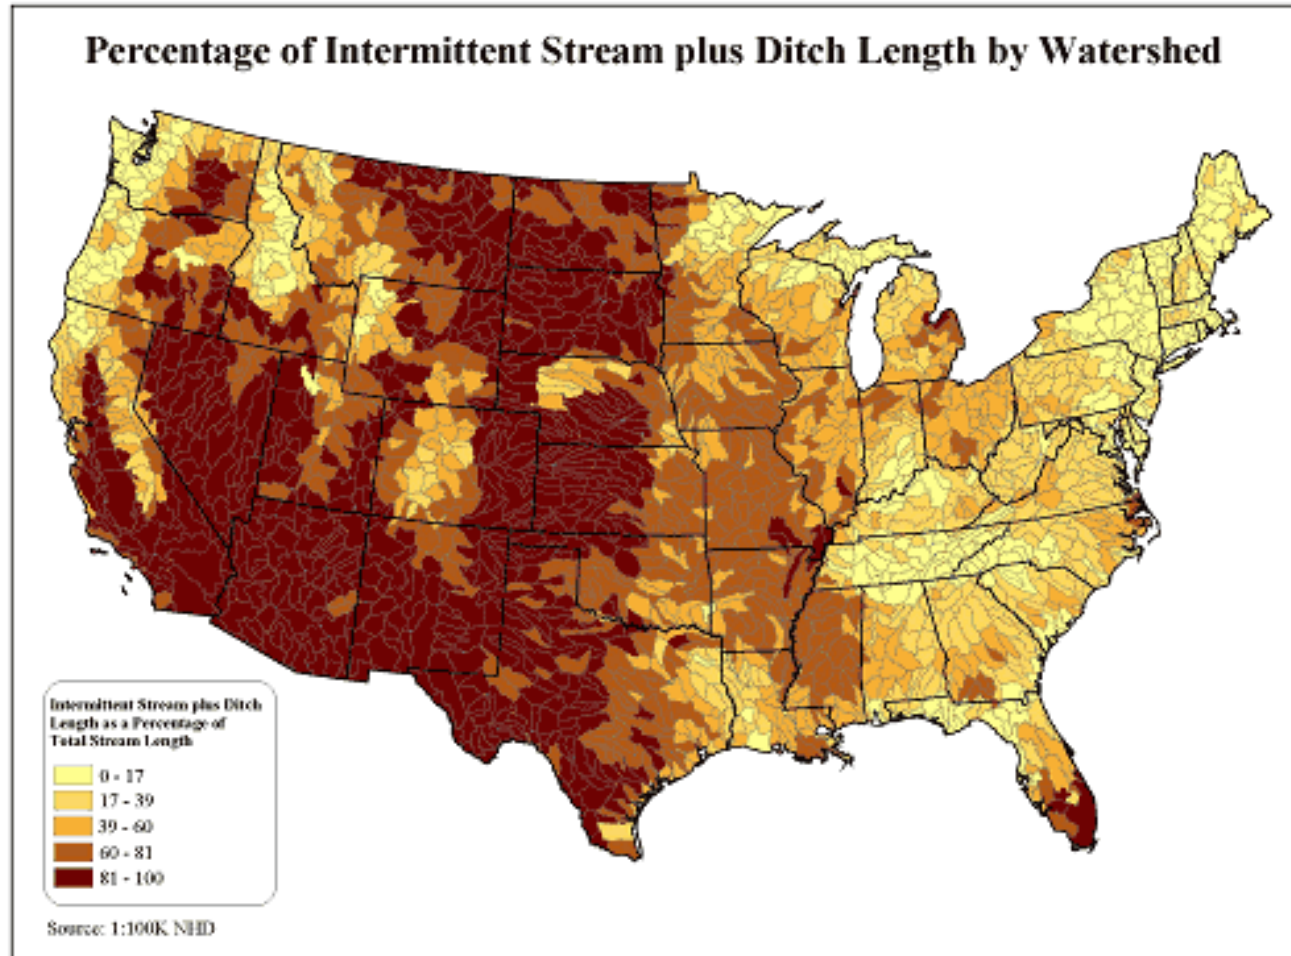 Percentage of Intermittent Stream plus Ditch Length by Watershed
Intermittent Stream plus Ditch
Length as a Percentage of
Total Stream Length
0 - 17
17 - 39
39 - 60
60 - 81
81 - 100
Source: 1:100K NHD